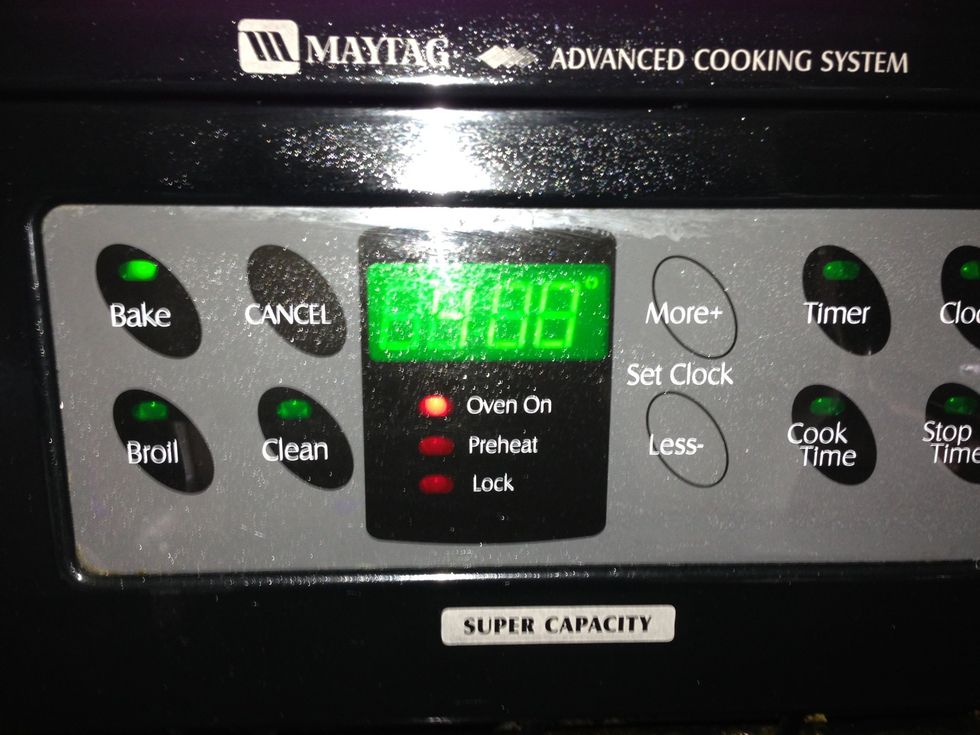 MAYTAG ADVANCED COOKING SYSTEM
Bake
CANCEL
More+
Timer
Set Clock
Oven On
Preheat
Lock
Broil
Clean
Less-
Cook
Time
Stop
Time
SUPER CAPACITY